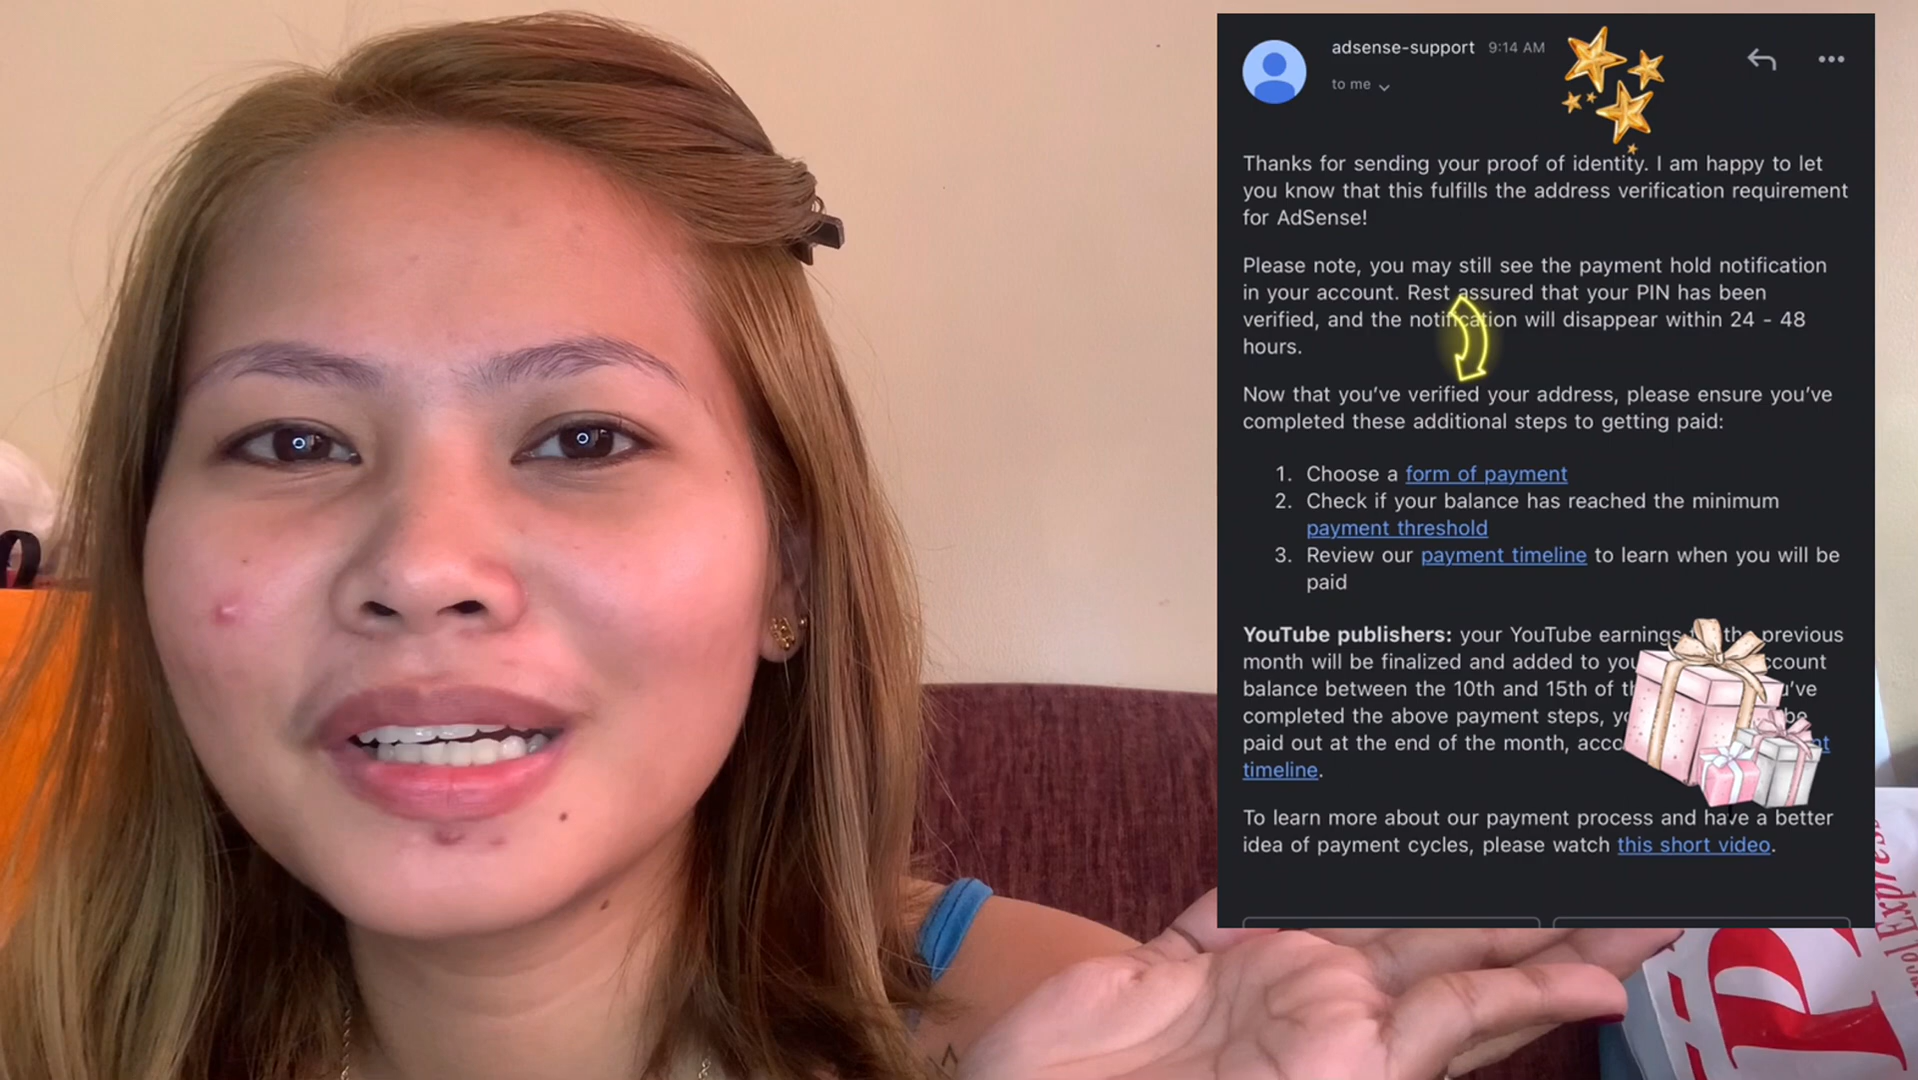 adsense-support 9:14 AM
to me
Thanks for sending your proof of identity. I am happy to let
you know that this fulfills the address verification requirement
for AdSense!
Please note, you may still see the payment hold notification
in your account. Rest assured that your PIN has been
verified, and the notification will disappear within 24 - 48
hours.
Now that you've verified your address, please ensure you've
completed these additional steps to getting paid:
1. Choose a form of payment
2. Check if your balance has reached the minimum
payment threshold
3. Review our payment timeline to learn when you will be
paid
YouTube publishers: your YouTube earnings the previous
month will be finalized and added to
balance between the 10th and 15th of
completed the above payment steps, be
paid out at the end of the month,
timeline.
To learn more about our payment process and have a better
idea of payment cycles, please watch this short video.
Express